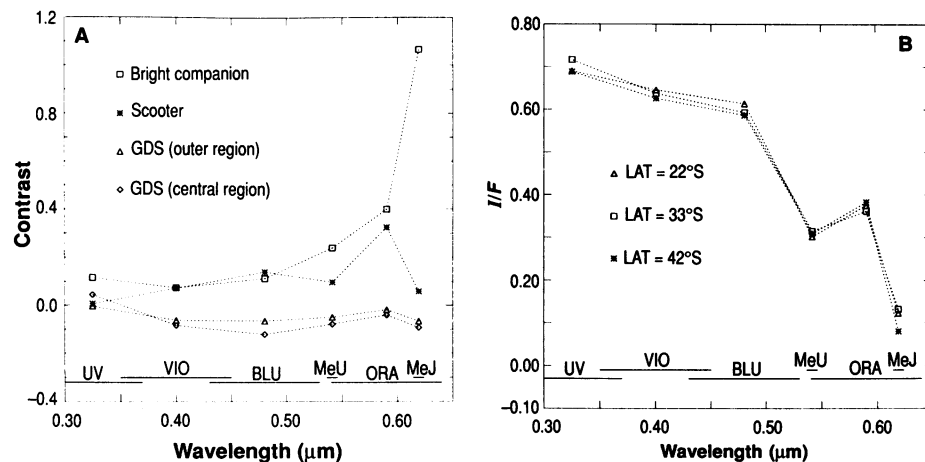 A
Contrast
1.2
0.8
0.4
0.0
−0.4
Bright companion
Scooter
GDS (outer region)
GDS (central region)
UV VIO BLU MeU ORA MeJ
0.30 0.40 0.50 0.60
Wavelength (μm)
B
I/F
0.80
0.60
0.40
0.20
0.00
−0.10
LAT = 22°S
LAT = 33°S
LAT = 42°S
UV VIO BLU MeU ORA MeJ
0.30 0.40 0.50 0.60
Wavelength (μm)